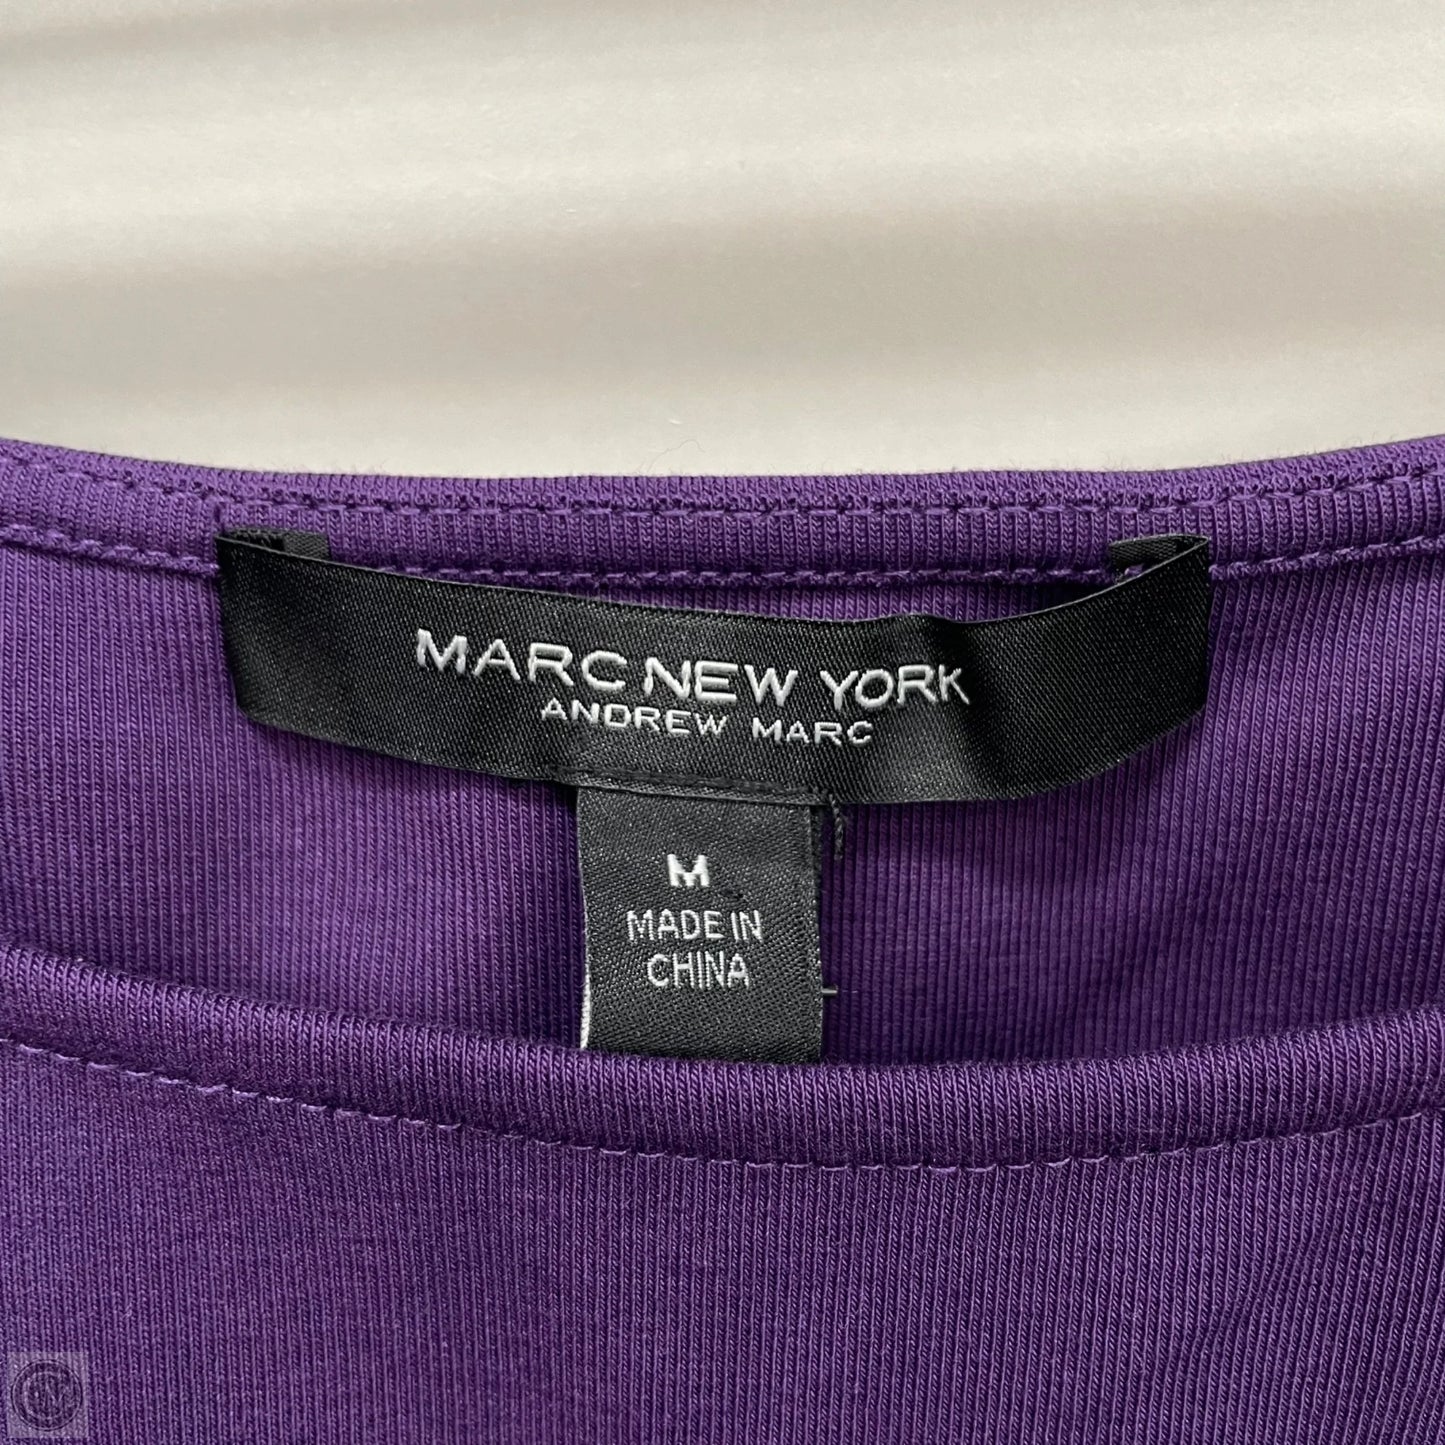 MARC NEW YORK
ANDREW MARC
M
MADE IN
CHINA